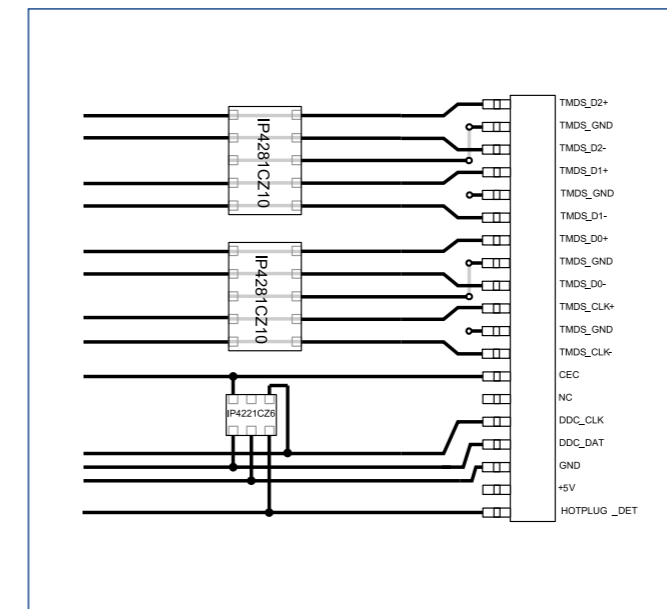 TMDS_D2+
TMDS_GND
TMDS_D2-
TMDS_D1+
TMDS_GND
TMDS_D1-
TMDS_D0+
TMDS_GND
TMDS_D0-
TMDS_CLK+
TMDS_GND
TMDS_CLK-
CEC
NC
DDC_CLK
DDC_DAT
GND
+5V
HOTPLUG _DET
IP4281CZ10
IP4281CZ10
IP4221CZ6